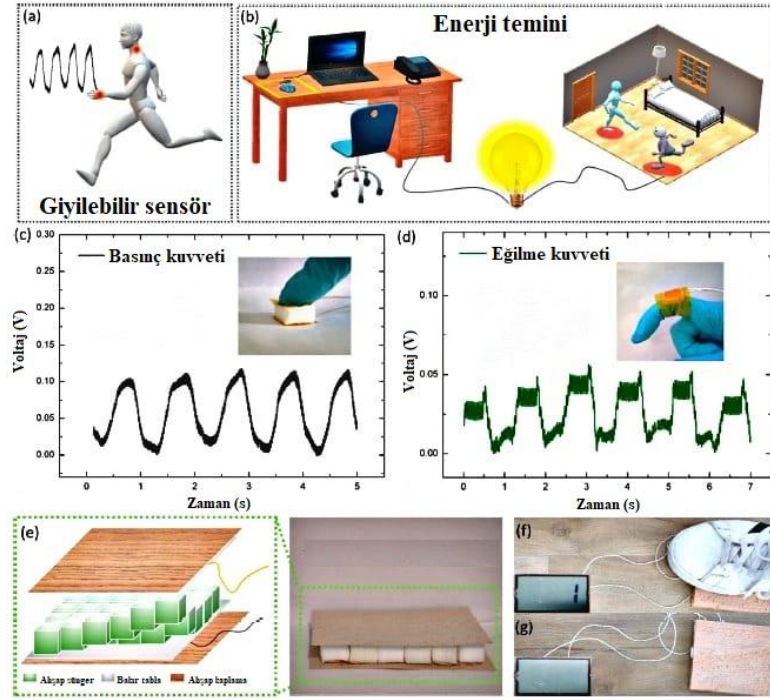 (a)
Giyilebilir sensör
(b)
Enerji temini
(c)
Basınç kuvveti
Voltaj (V)
0.30
0.25
0.20
0.15
0.10
0.05
0.00
0 1 2 3 4 5
Zaman (s)
(d)
Eğilme kuvveti
Voltaj (V)
0.10
0.05
0.00
0 1 2 3 4 5 6 7
Zaman (s)
(e)
Ahşap sünger Bakır tabla Ahşap kaplama
(f)
(g)